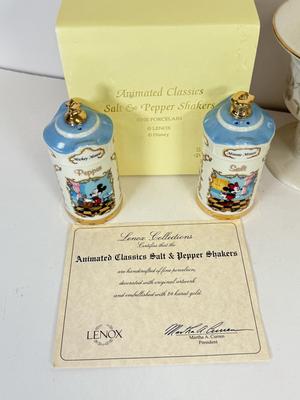 Animated Classics
Salt & Pepper Shakers
FINE PORCELAIN
© LENOX
© Disney
Mickey Mouse
Pepper
Minnie Mouse
Salt
Lenox Collections
Certifies that the
Animated Classics Salt & Pepper Shakers
are handcrafted of fine porcelain,
decorated with original artwork
and embellished with 24 karat gold.
LENOX
Martha A. Curren
Martha A. Curren
President